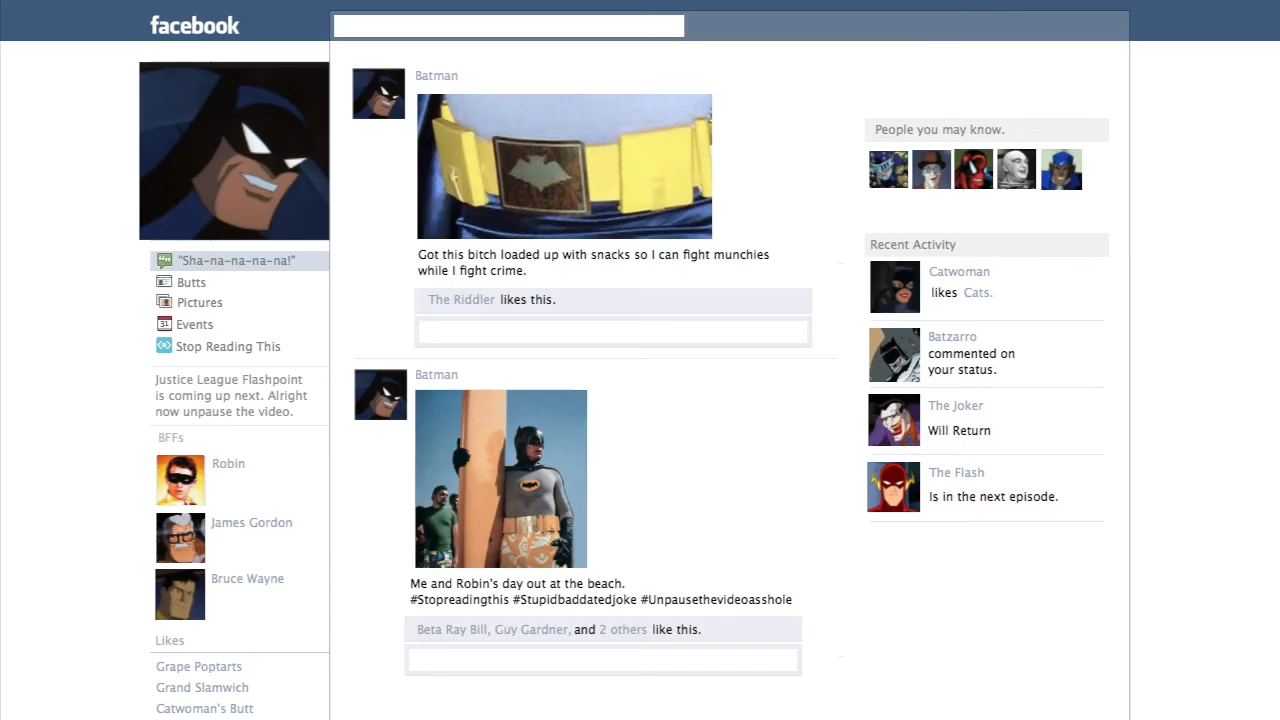 facebook
"Sha-na-na-na-na!"
Butts
Pictures
31
Events
Stop Reading This
Justice League Flashpoint
is coming up next. Alright
now unpause the video.
BFFs
Robin
James Gordon
Bruce Wayne
Likes
Grape Poptarts
Grand Slamwich
Catwoman's Butt
Batman
Got this bitch loaded up with snacks so I can fight munchies
while I fight crime.
The Riddler likes this.
Batman
Me and Robin's day out at the beach.
#Stopreadingthis #Stupidbaddatedjoke #Unpausethevideoasshole
Beta Ray Bill, Guy Gardner, and 2 others like this.
People you may know.
Recent Activity
Catwoman
likes Cats.
Batzarro
commented on
your status.
The Joker
Will Return
The Flash
Is in the next episode.